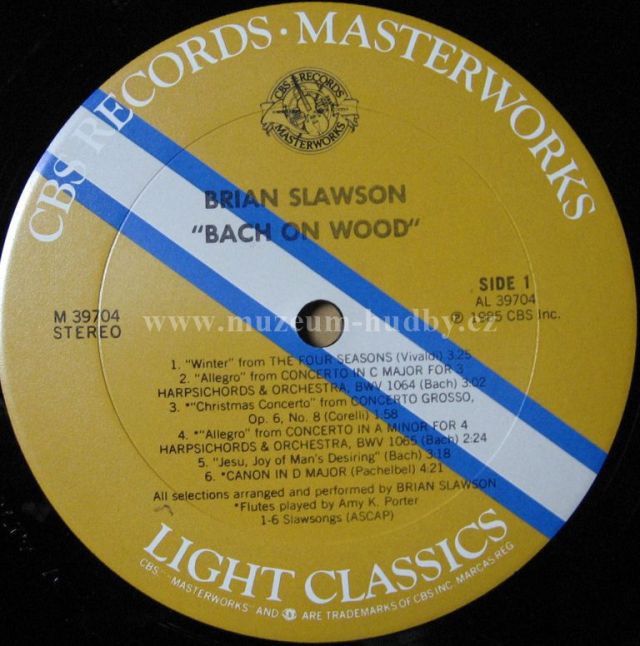 CBS RECORDS · MASTERWORKS
CBS RECORDS
MASTERWORKS
BRIAN SLAWSON
"BACH ON WOOD"
SIDE 1
M 39704
STEREO
AL 39704
℗ 1985 CBS Inc.
www.muzeum-hudby.cz
1. "Winter" from THE FOUR SEASONS (Vivaldi) 3:25
2. "Allegro" from CONCERTO IN C MAJOR FOR 3
HARPSICHORDS & ORCHESTRA, BWV 1064 (Bach) 3:02
3. *"Christmas Concerto" from CONCERTO GROSSO,
Op. 6, No. 8 (Corelli) 1:58
4. *"Allegro" from CONCERTO IN A MINOR FOR 4
HARPSICHORDS & ORCHESTRA, BWV 1065 (Bach) 2:24
5. "Jesu, Joy of Man's Desiring" (Bach) 3:18
6. *CANON IN D MAJOR (Pachelbel) 4:21
All selections arranged and performed by BRIAN SLAWSON
*Flutes played by Amy K. Porter
1-6 Slawsongs (ASCAP)
LIGHT CLASSICS
CBS, "MASTERWORKS" AND ARE TRADEMARKS OF CBS INC. MARCAS.REG